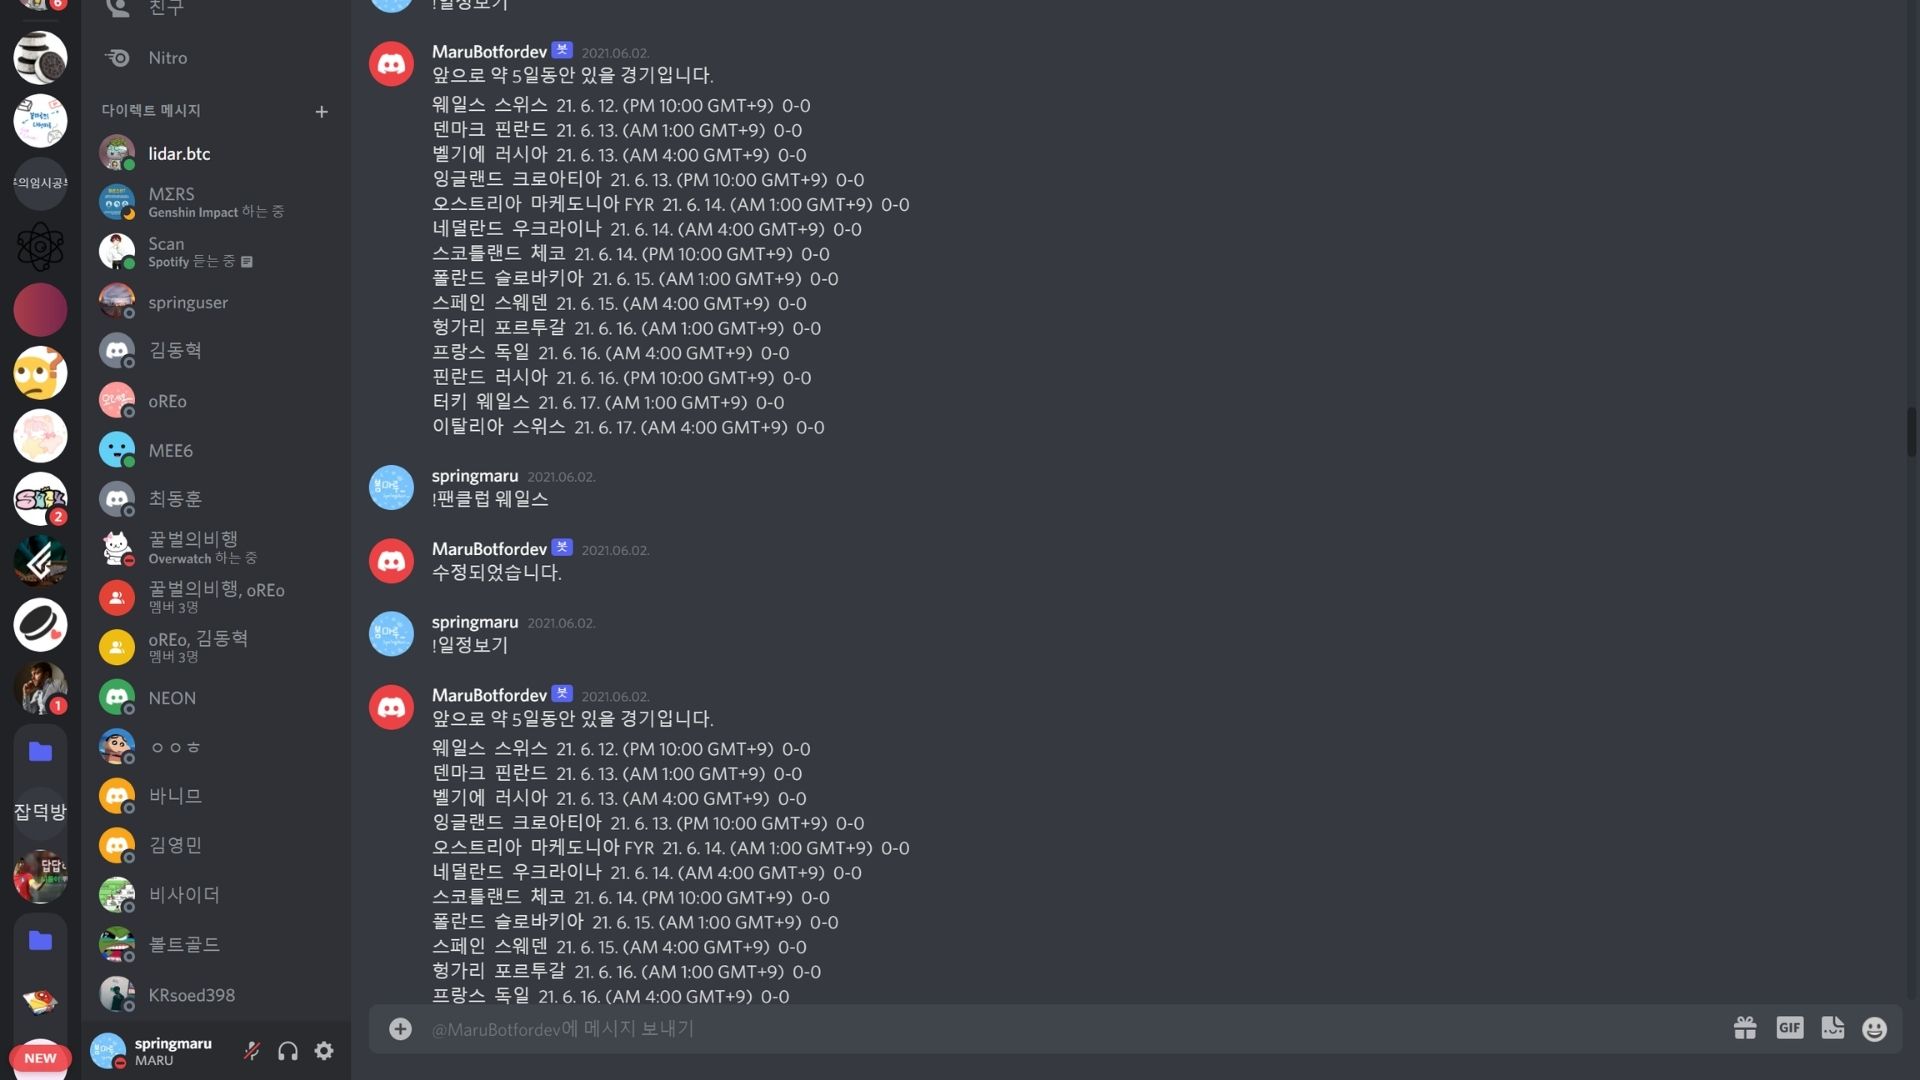 6
친구
Nitro
다이렉트 메시지
lidar.btc
MΣRS
Genshin Impact 하는 중
Scan
Spotify 듣는 중
springuser
김동혁
oREo
MEE6
최동훈
꿀벌의비행
Overwatch 하는 중
꿀벌의비행, oREo
멤버 3명
oREo, 김동혁
멤버 3명
NEON
ㅇㅇㅎ
바니므
김영민
비사이더
볼트골드
KRsoed398
springmaru
MARU
2
1
잡덕방
NEW
!일정보기
MaruBotfordev 봇 2021.06.02.
앞으로 약 5일동안 있을 경기입니다.
웨일스 스위스 21. 6. 12. (PM 10:00 GMT+9) 0-0
덴마크 핀란드 21. 6. 13. (AM 1:00 GMT+9) 0-0
벨기에 러시아 21. 6. 13. (AM 4:00 GMT+9) 0-0
잉글랜드 크로아티아 21. 6. 13. (PM 10:00 GMT+9) 0-0
오스트리아 마케도니아 FYR 21. 6. 14. (AM 1:00 GMT+9) 0-0
네덜란드 우크라이나 21. 6. 14. (AM 4:00 GMT+9) 0-0
스코틀랜드 체코 21. 6. 14. (PM 10:00 GMT+9) 0-0
폴란드 슬로바키아 21. 6. 15. (AM 1:00 GMT+9) 0-0
스페인 스웨덴 21. 6. 15. (AM 4:00 GMT+9) 0-0
헝가리 포르투갈 21. 6. 16. (AM 1:00 GMT+9) 0-0
프랑스 독일 21. 6. 16. (AM 4:00 GMT+9) 0-0
핀란드 러시아 21. 6. 16. (PM 10:00 GMT+9) 0-0
터키 웨일스 21. 6. 17. (AM 1:00 GMT+9) 0-0
이탈리아 스위스 21. 6. 17. (AM 4:00 GMT+9) 0-0
springmaru 2021.06.02.
!팬클럽 웨일스
MaruBotfordev 봇 2021.06.02.
수정되었습니다.
springmaru 2021.06.02.
!일정보기
MaruBotfordev 봇 2021.06.02.
앞으로 약 5일동안 있을 경기입니다.
웨일스 스위스 21. 6. 12. (PM 10:00 GMT+9) 0-0
덴마크 핀란드 21. 6. 13. (AM 1:00 GMT+9) 0-0
벨기에 러시아 21. 6. 13. (AM 4:00 GMT+9) 0-0
잉글랜드 크로아티아 21. 6. 13. (PM 10:00 GMT+9) 0-0
오스트리아 마케도니아 FYR 21. 6. 14. (AM 1:00 GMT+9) 0-0
네덜란드 우크라이나 21. 6. 14. (AM 4:00 GMT+9) 0-0
스코틀랜드 체코 21. 6. 14. (PM 10:00 GMT+9) 0-0
폴란드 슬로바키아 21. 6. 15. (AM 1:00 GMT+9) 0-0
스페인 스웨덴 21. 6. 15. (AM 4:00 GMT+9) 0-0
헝가리 포르투갈 21. 6. 16. (AM 1:00 GMT+9) 0-0
프랑스 독일 21. 6. 16. (AM 4:00 GMT+9) 0-0
@MaruBotfordev에 메시지 보내기
GIF